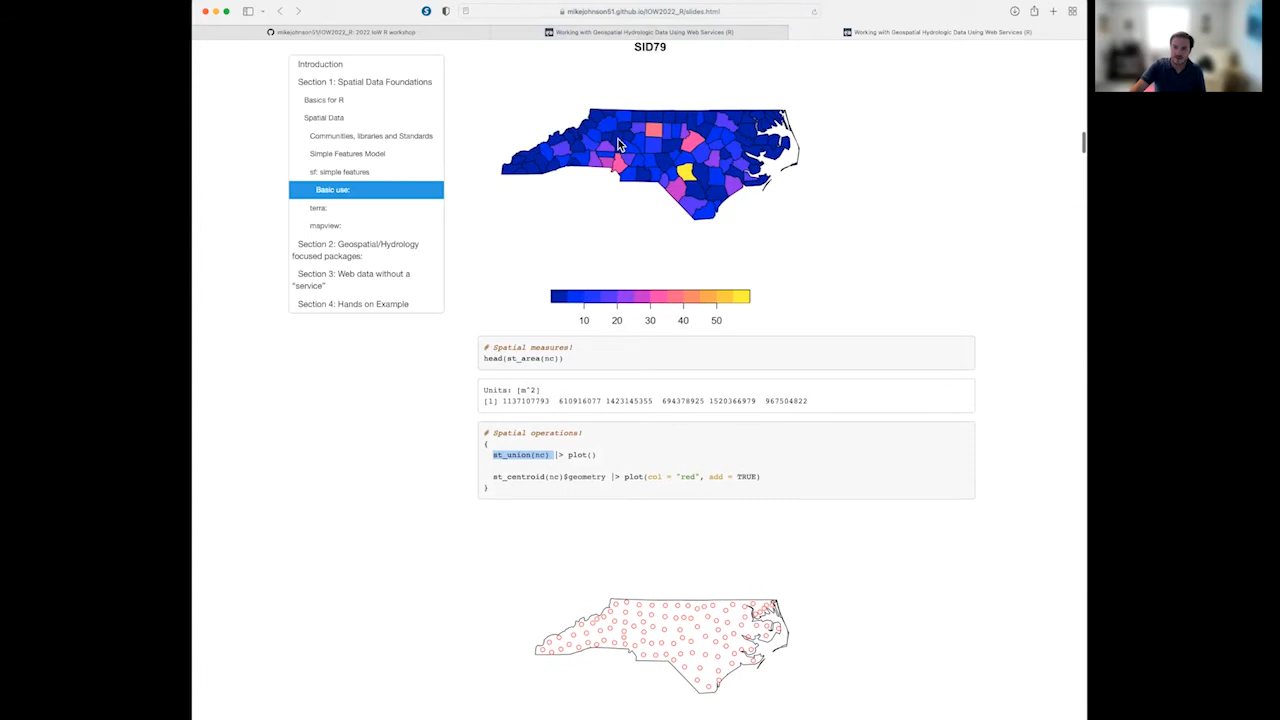 mikejohnson51.github.io/IOW2022_R/slides.html
mikejohnson51/IOW2022_R: 2022 IoW R workshop
Working with Geospatial Hydrologic Data Using Web Services (R)
Working with Geospatial Hydrologic Data Using Web Services (R)
Introduction
Section 1: Spatial Data Foundations
Basics for R
Spatial Data
Communities, libraries and Standards
Simple Features Model
sf: simple features
Basic use:
terra:
mapview:
Section 2: Geospatial/Hydrology
focused packages:
Section 3: Web data without a
"service"
Section 4: Hands on Example
SID79
10 20 30 40 50
# Spatial measures!
head(st_area(nc))
Units: [m^2]
[1] 1137107793 610916077 1423145355 694378925 1520366979 967504822
# Spatial operations!
{
st_union(nc) |> plot()
st_centroid(nc)$geometry |> plot(col = "red", add = TRUE)
}